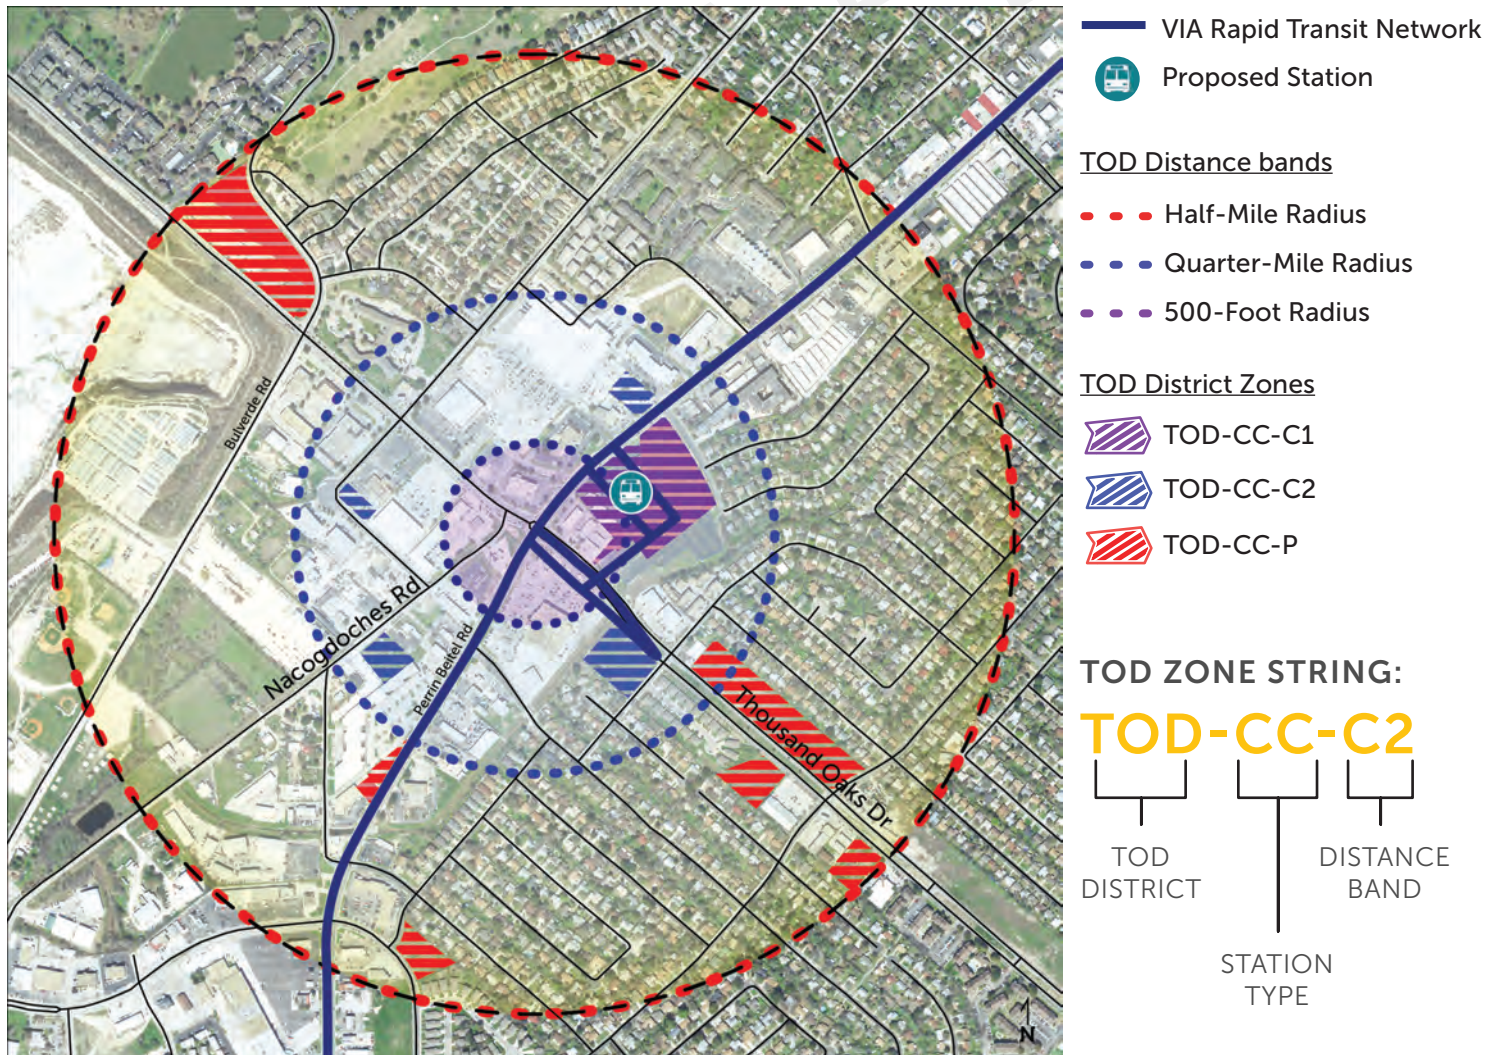 VIA Rapid Transit Network
Proposed Station
TOD Distance bands
Half-Mile Radius
Quarter-Mile Radius
500-Foot Radius
TOD District Zones
TOD-CC-C1
TOD-CC-C2
TOD-CC-P
TOD ZONE STRING:
TOD-CC-C2
TOD
DISTRICT
DISTANCE
BAND
STATION
TYPE
Bulverde Rd
Nacogdoches Rd
Perrin Beitel Rd
Thousand Oaks Dr
N